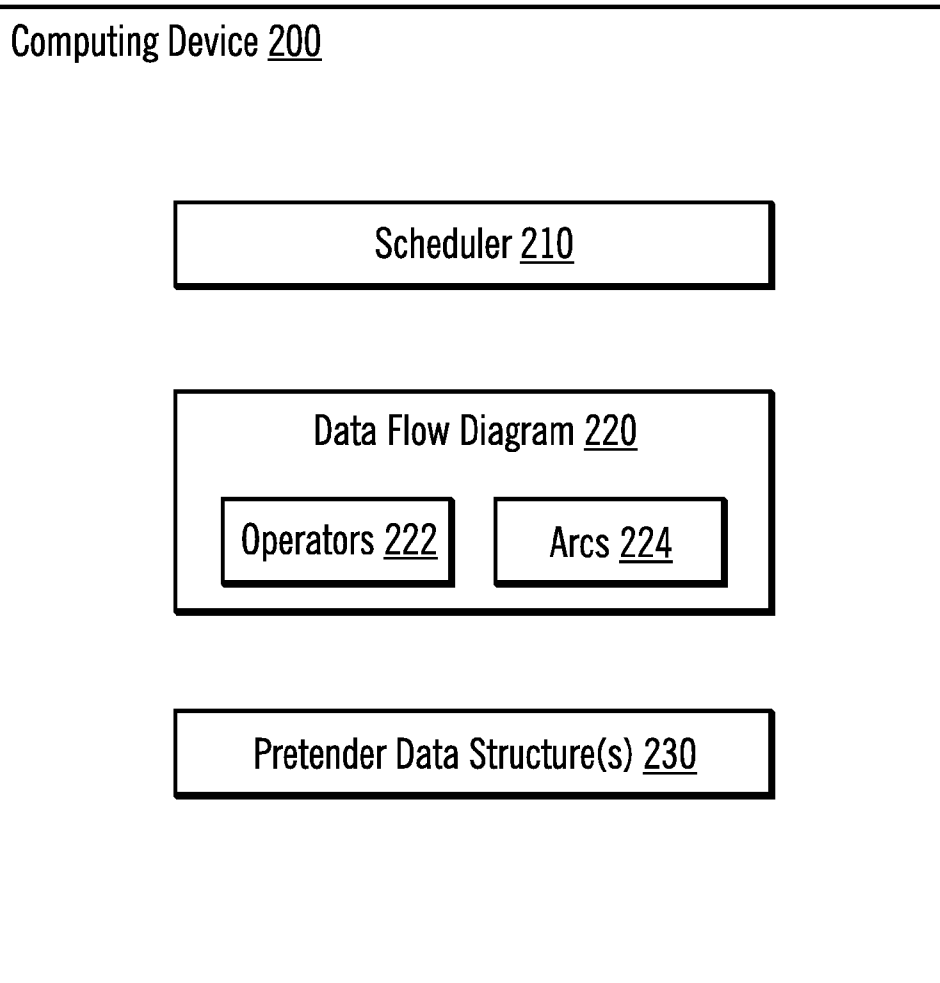 Computing Device 200
Scheduler 210
Data Flow Diagram 220
Operators 222
Arcs 224
Pretender Data Structure(s) 230